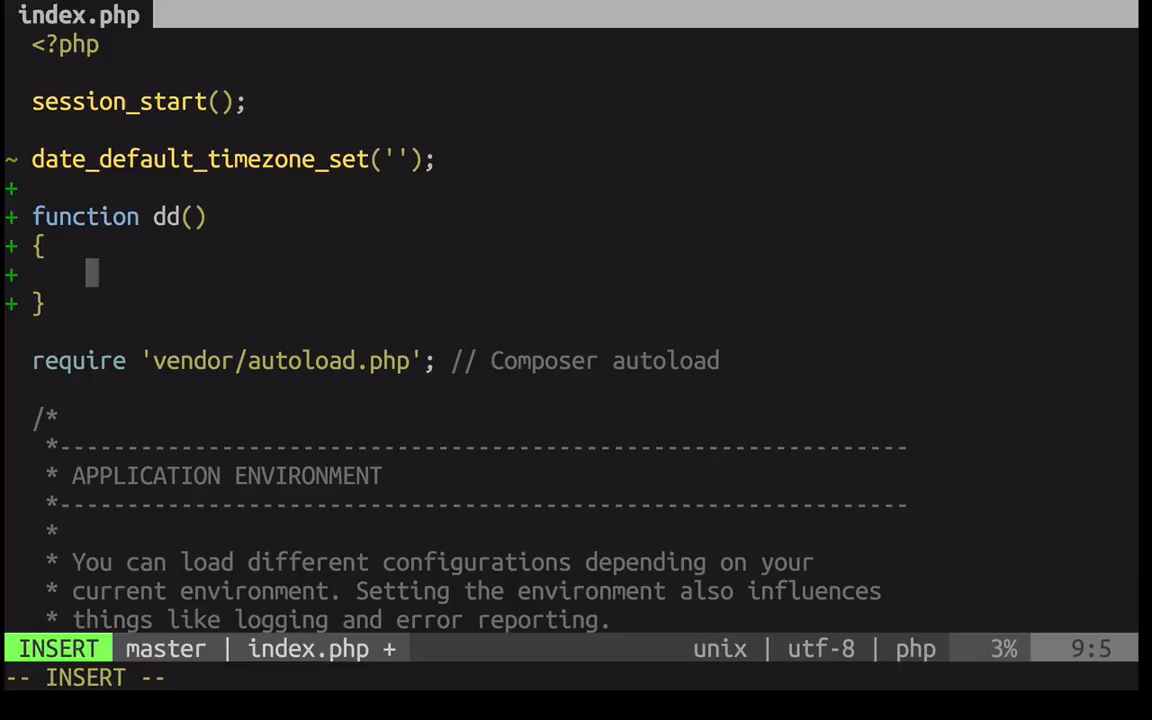 index.php
<?php
session_start();
~ date_default_timezone_set('');
+
+ function dd()
+ {
+
+ }
require 'vendor/autoload.php'; // Composer autoload
/*
 *---------------------------------------------------------------
 * APPLICATION ENVIRONMENT
 *---------------------------------------------------------------
 *
 * You can load different configurations depending on your
 * current environment. Setting the environment also influences
 * things like logging and error reporting.
INSERT master | index.php + unix | utf-8 | php 3% 9:5
-- INSERT --